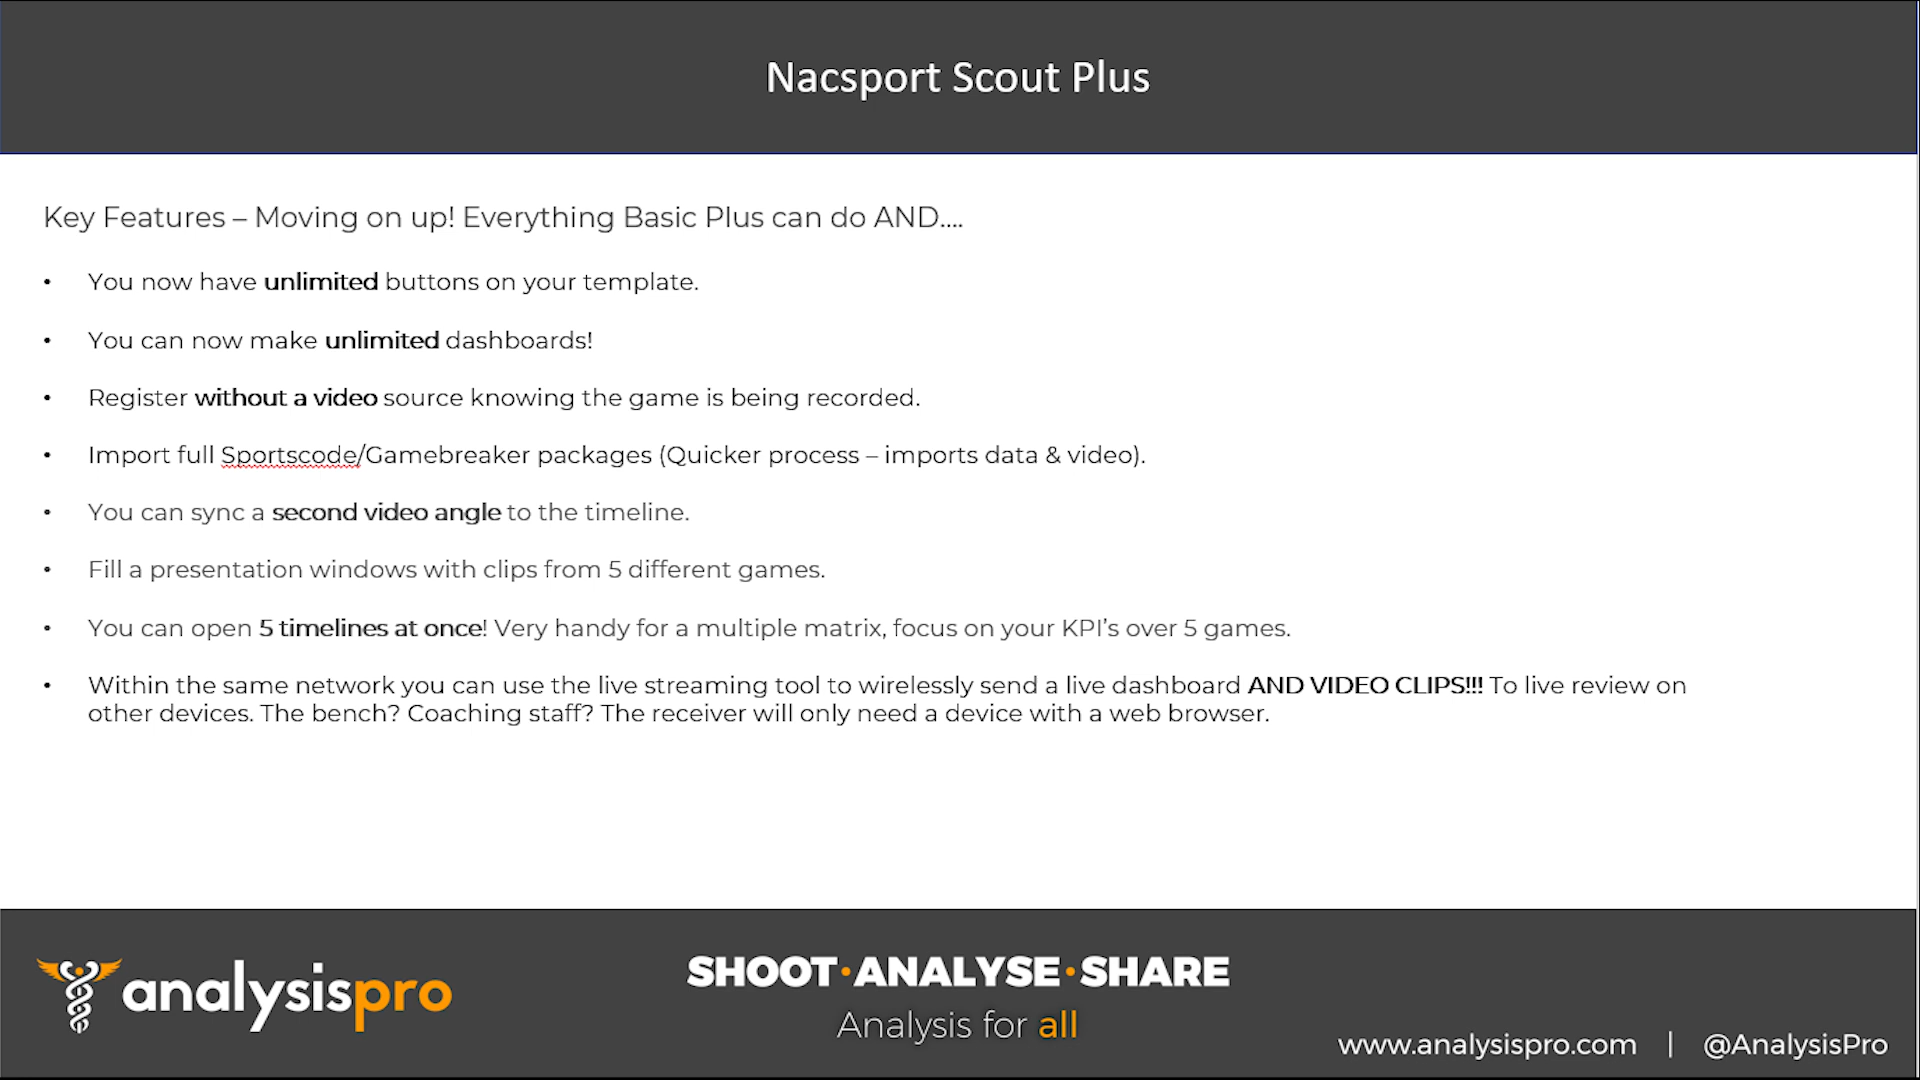 Nacsport Scout Plus
Key Features – Moving on up! Everything Basic Plus can do AND....
• You now have unlimited buttons on your template.
• You can now make unlimited dashboards!
• Register without a video source knowing the game is being recorded.
• Import full Sportscode/Gamebreaker packages (Quicker process – imports data & video).
• You can sync a second video angle to the timeline.
• Fill a presentation windows with clips from 5 different games.
• You can open 5 timelines at once! Very handy for a multiple matrix, focus on your KPI’s over 5 games.
• Within the same network you can use the live streaming tool to wirelessly send a live dashboard AND VIDEO CLIPS!!! To live review on
other devices. The bench? Coaching staff? The receiver will only need a device with a web browser.
analysispro
SHOOT·ANALYSE·SHARE
Analysis for all
www.analysispro.com | @AnalysisPro